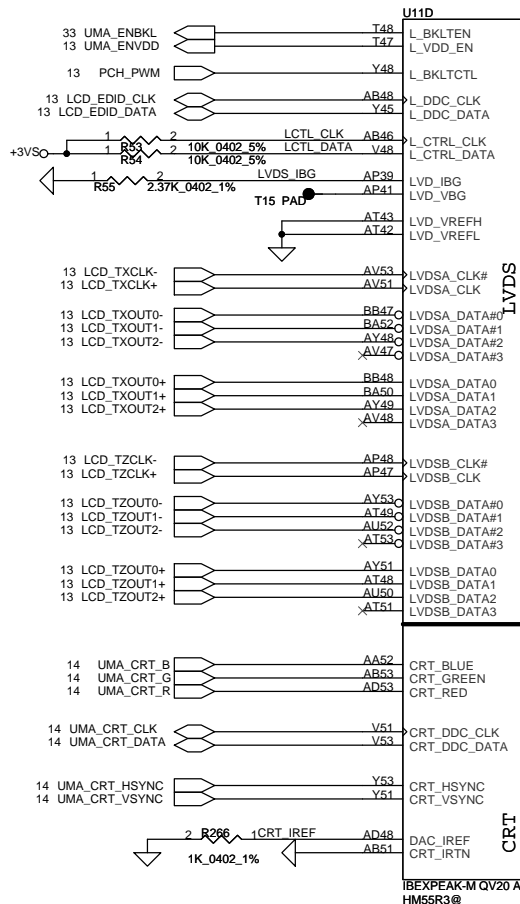 U11D
33 UMA_ENBKL T48 L_BKLTEN
13 UMA_ENVDD T47 L_VDD_EN
13 PCH_PWM Y48 L_BKLTCTL
13 LCD_EDID_CLK AB48 L_DDC_CLK
13 LCD_EDID_DATA Y45 L_DDC_DATA
+3VS 1 R53 2 10K_0402_5% LCTL_CLK AB46 L_CTRL_CLK
1 R54 2 10K_0402_5% LCTL_DATA V48 L_CTRL_DATA
1 R55 2 2.37K_0402_1% LVDS_IBG AP39 LVD_IBG
T15 PAD AP41 LVD_VBG
AT43 LVD_VREFH
AT42 LVD_VREFL
LVDS
13 LCD_TXCLK- AV53 LVDSA_CLK#
13 LCD_TXCLK+ AV51 LVDSA_CLK
13 LCD_TXOUT0- BB47 LVDSA_DATA#0
13 LCD_TXOUT1- BA52 LVDSA_DATA#1
13 LCD_TXOUT2- AY48 LVDSA_DATA#2
AV47 LVDSA_DATA#3
13 LCD_TXOUT0+ BB48 LVDSA_DATA0
13 LCD_TXOUT1+ BA50 LVDSA_DATA1
13 LCD_TXOUT2+ AY49 LVDSA_DATA2
AV48 LVDSA_DATA3
13 LCD_TZCLK- AP48 LVDSB_CLK#
13 LCD_TZCLK+ AP47 LVDSB_CLK
13 LCD_TZOUT0- AY53 LVDSB_DATA#0
13 LCD_TZOUT1- AT49 LVDSB_DATA#1
13 LCD_TZOUT2- AU52 LVDSB_DATA#2
AT53 LVDSB_DATA#3
13 LCD_TZOUT0+ AY51 LVDSB_DATA0
13 LCD_TZOUT1+ AT48 LVDSB_DATA1
13 LCD_TZOUT2+ AU50 LVDSB_DATA2
AT51 LVDSB_DATA3
14 UMA_CRT_B AA52 CRT_BLUE
14 UMA_CRT_G AB53 CRT_GREEN
14 UMA_CRT_R AD53 CRT_RED
14 UMA_CRT_CLK V51 CRT_DDC_CLK
14 UMA_CRT_DATA V53 CRT_DDC_DATA
14 UMA_CRT_HSYNC Y53 CRT_HSYNC
14 UMA_CRT_VSYNC Y51 CRT_VSYNC
CRT
2 R266 1 CRT_IREF AD48 DAC_IREF
1K_0402_1% AB51 CRT_IRTN
IBEXPEAK-M QV20 A
HM55R3@